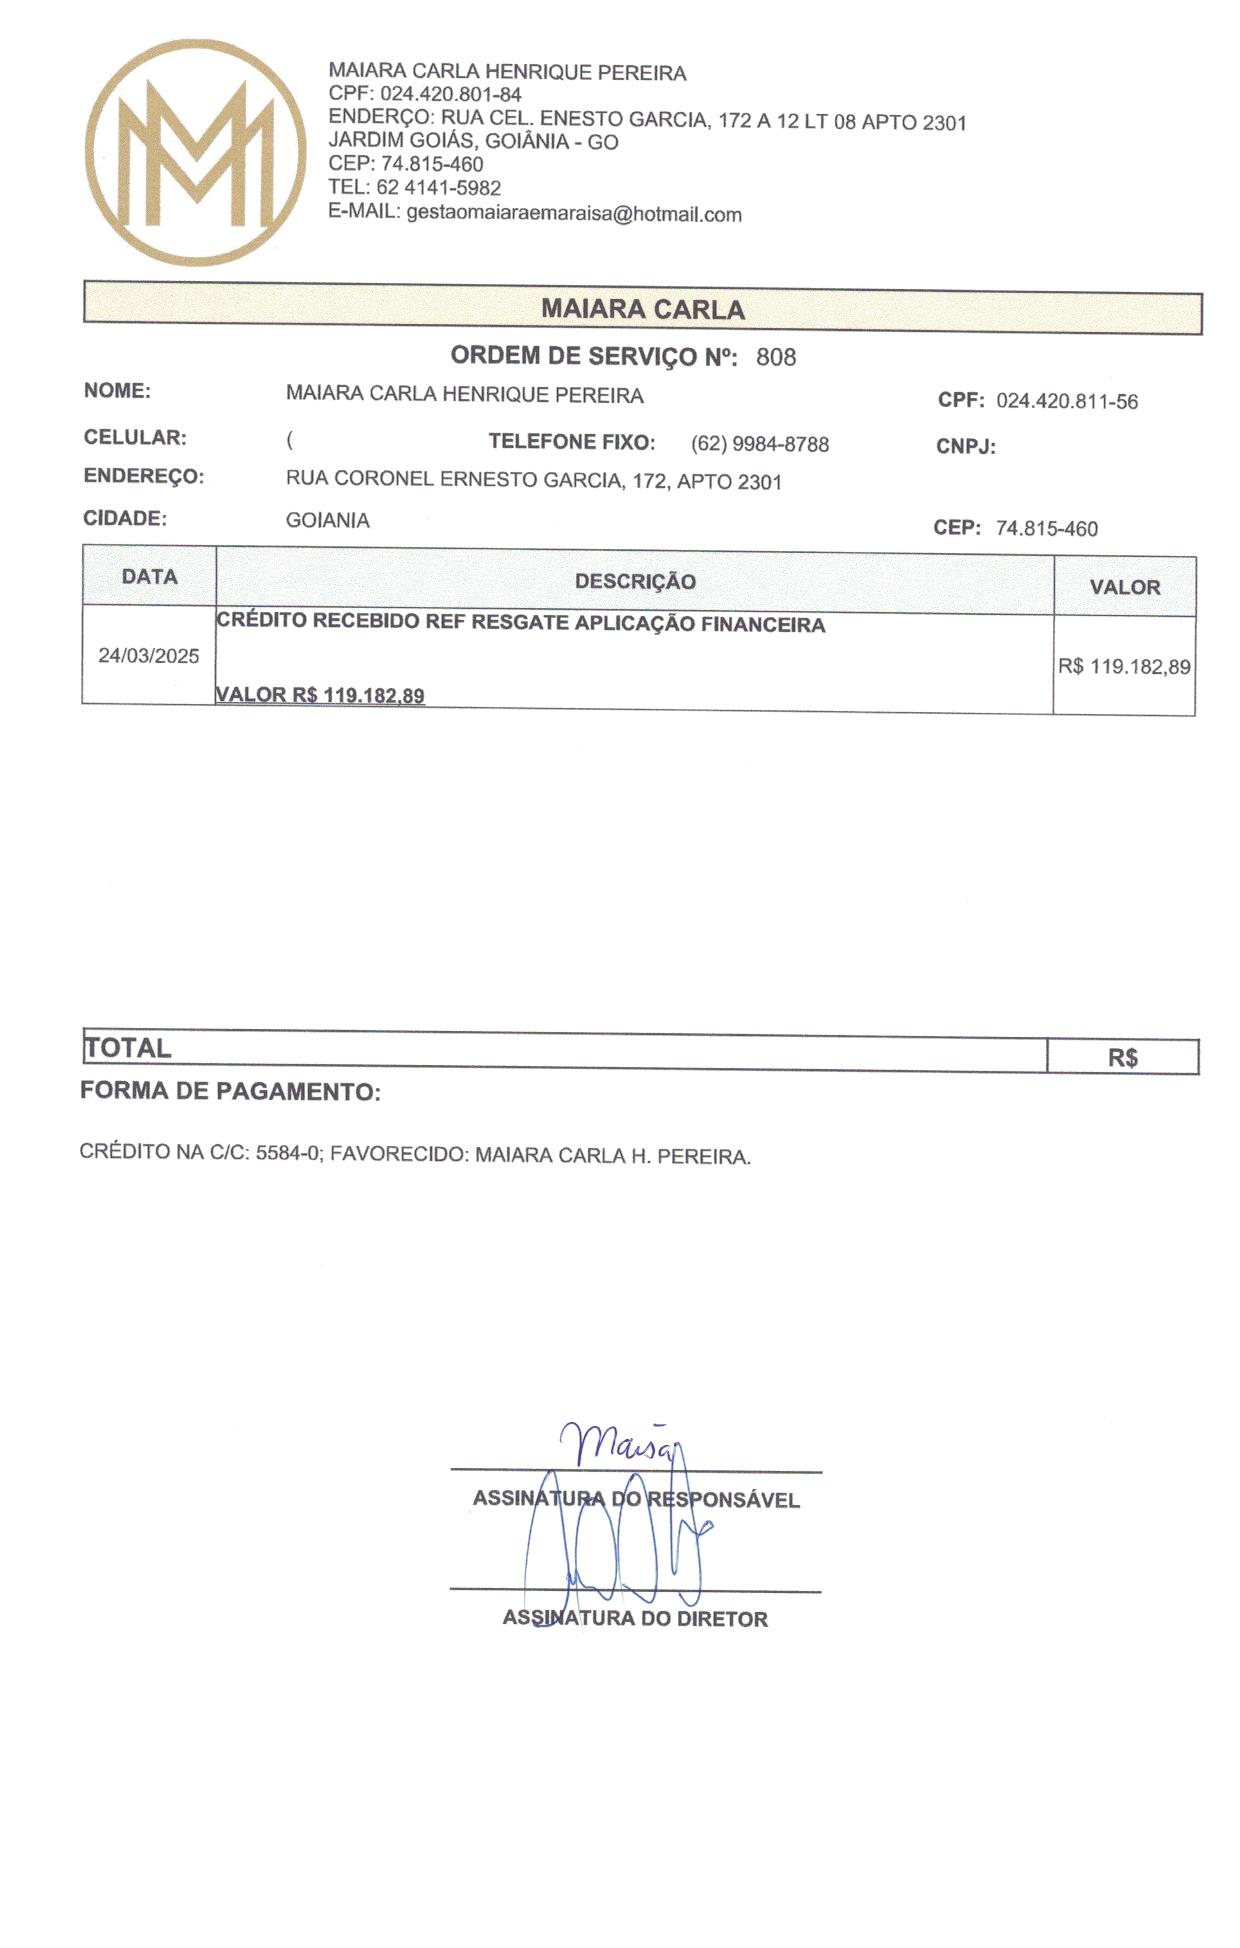 MM
MAIARA CARLA HENRIQUE PEREIRA
CPF: 024.420.801-84
ENDERÇO: RUA CEL. ENESTO GARCIA, 172 A 12 LT 08 APTO 2301
JARDIM GOIÁS, GOIÂNIA - GO
CEP: 74.815-460
TEL: 62 4141-5982
E-MAIL: gestaomaiaraemaraisa@hotmail.com
MAIARA CARLA
ORDEM DE SERVIÇO Nº: 808
NOME: MAIARA CARLA HENRIQUE PEREIRA CPF: 024.420.811-56
CELULAR: ( TELEFONE FIXO: (62) 9984-8788 CNPJ:
ENDEREÇO: RUA CORONEL ERNESTO GARCIA, 172, APTO 2301
CIDADE: GOIANIA CEP: 74.815-460
DATA DESCRIÇÃO VALOR
CRÉDITO RECEBIDO REF RESGATE APLICAÇÃO FINANCEIRA
24/03/2025 R$ 119.182,89
VALOR R$ 119.182,89
TOTAL R$
FORMA DE PAGAMENTO:
CRÉDITO NA C/C: 5584-0; FAVORECIDO: MAIARA CARLA H. PEREIRA.
ASSINATURA DO RESPONSÁVEL
ASSINATURA DO DIRETOR